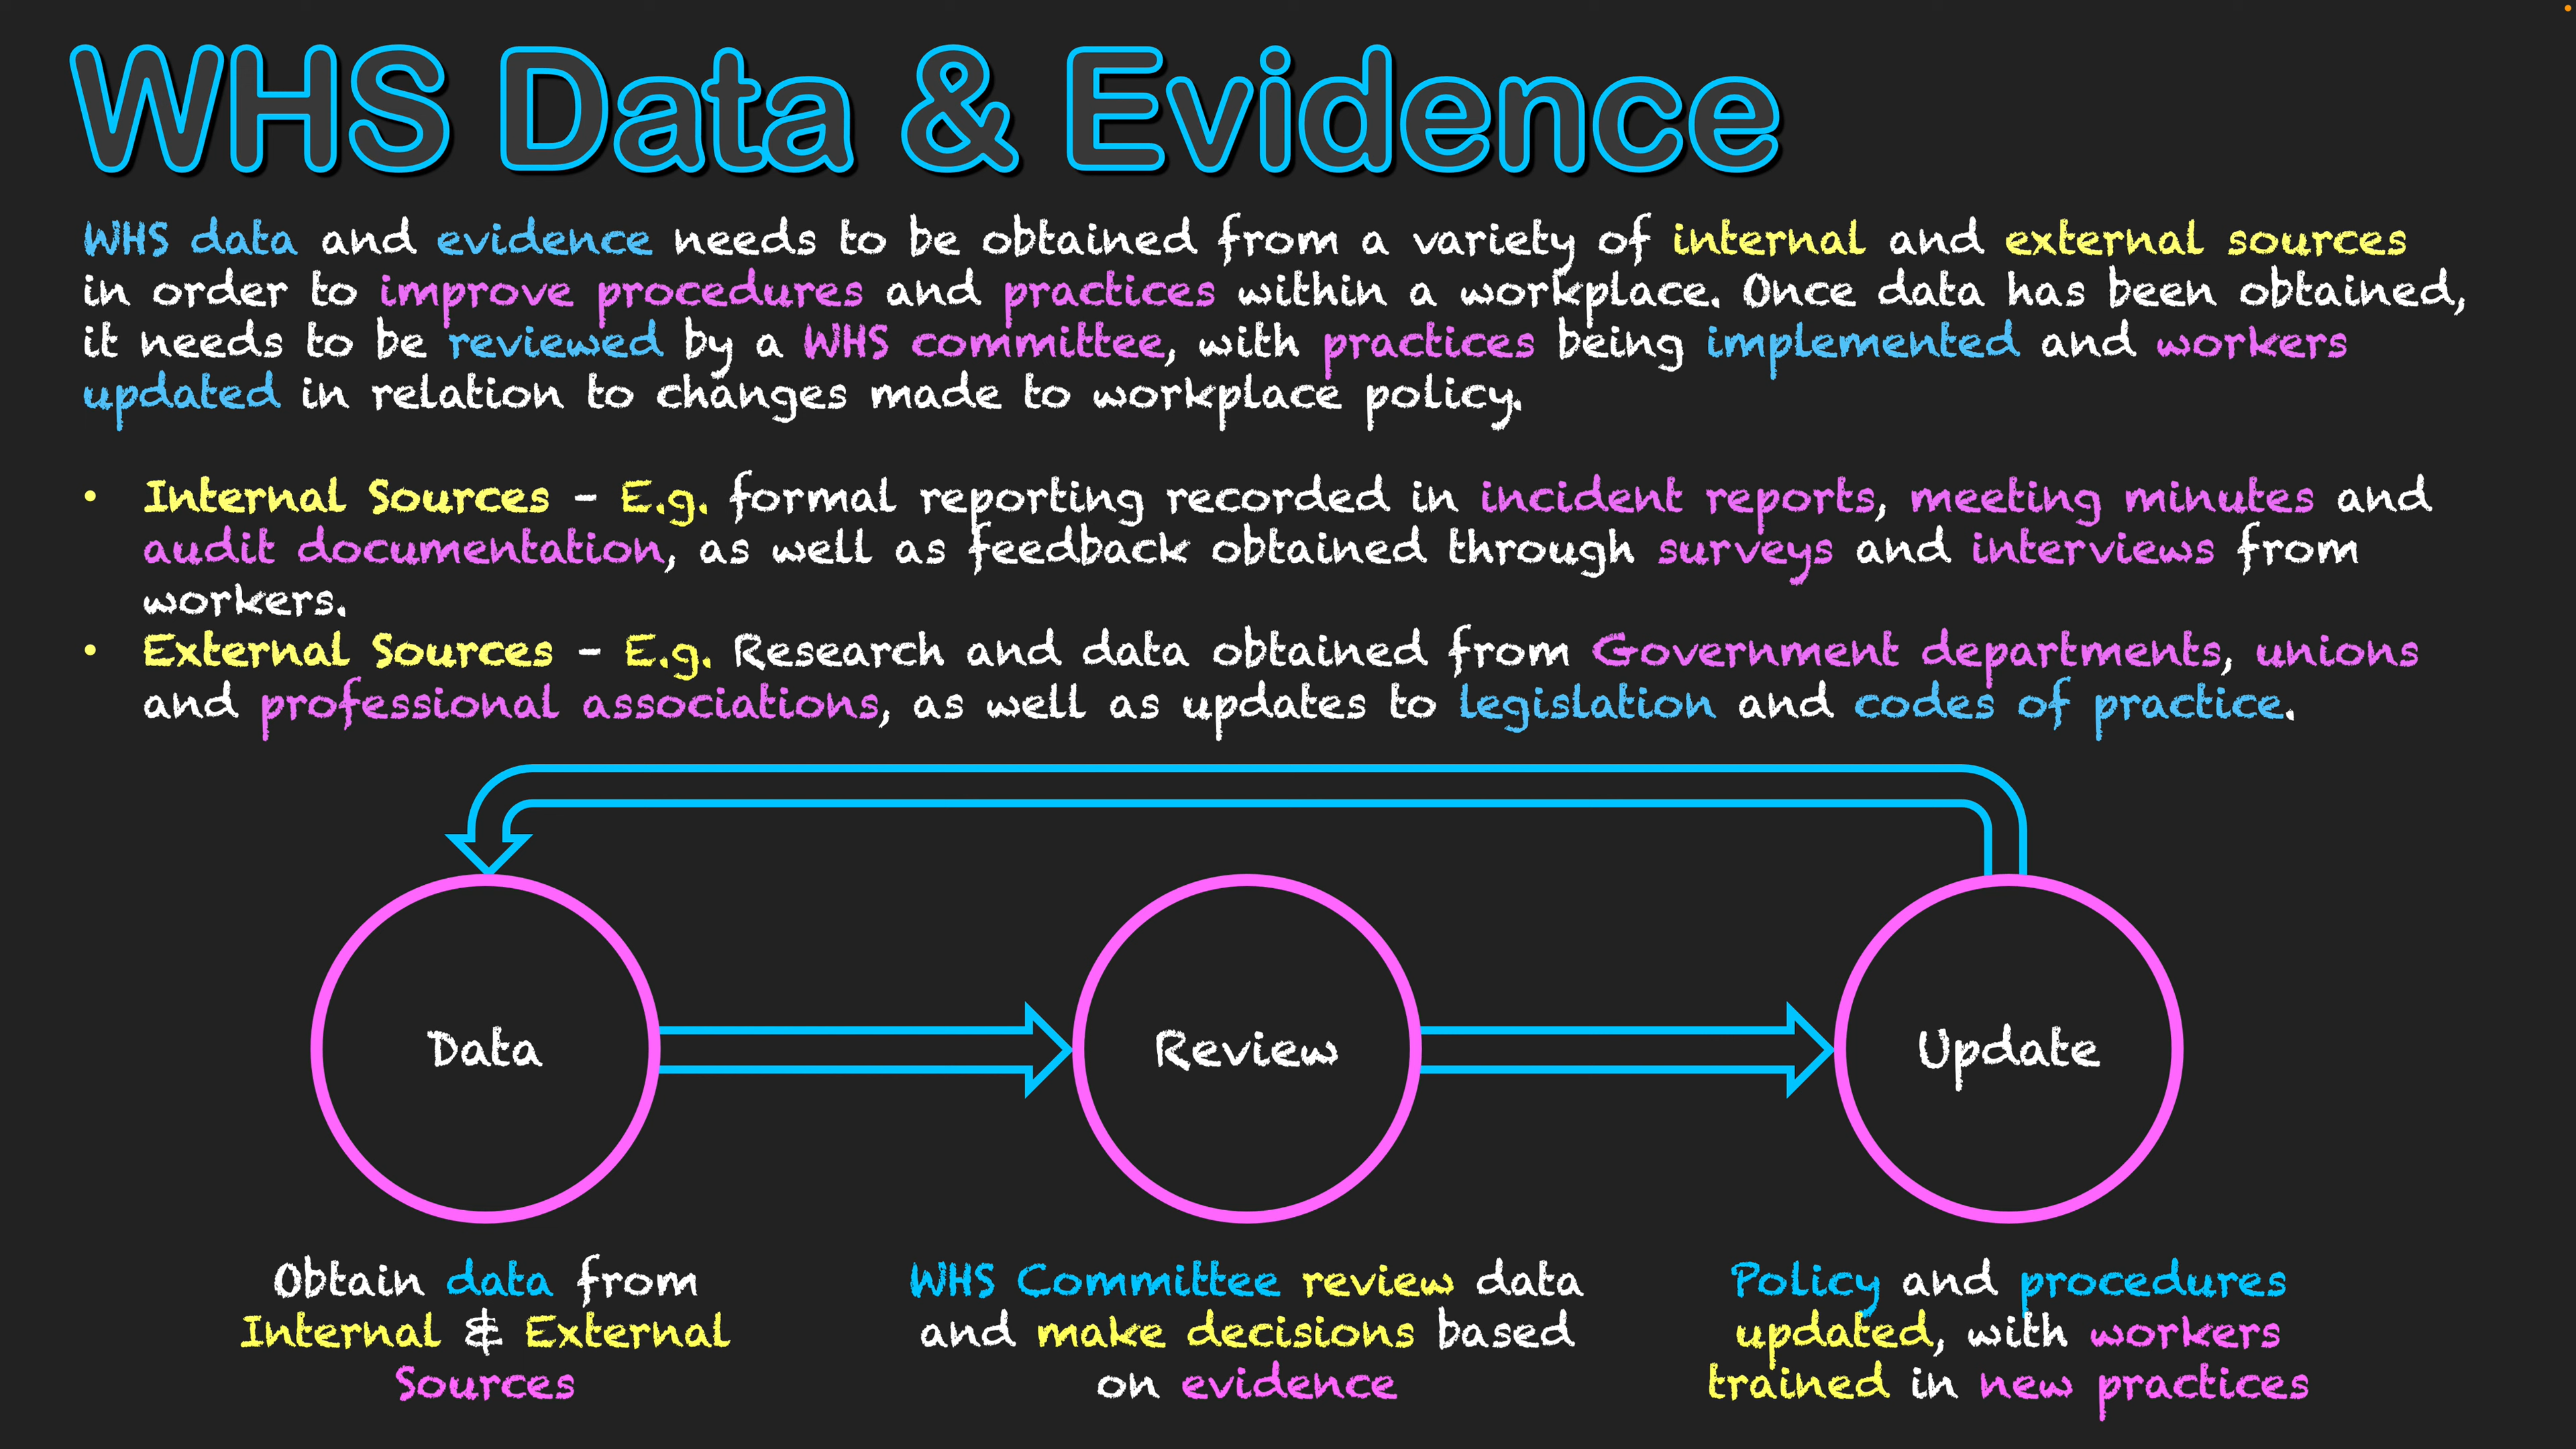 WHS Data & Evidence
WHS data and evidence needs to be obtained from a variety of internal and external sources
in order to improve procedures and practices within a workplace. Once data has been obtained,
it needs to be reviewed by a WHS committee, with practices being implemented and workers
updated in relation to changes made to workplace policy.
• Internal Sources - E.g. formal reporting recorded in incident reports, meeting minutes and
audit documentation, as well as feedback obtained through surveys and interviews from
workers.
• External Sources - E.g. Research and data obtained from Government departments, unions
and professional associations, as well as updates to legislation and codes of practice.
Data
Review
Update
Obtain data from
Internal & External
Sources
WHS Committee review data
and make decisions based
on evidence
Policy and procedures
updated, with workers
trained in new practices